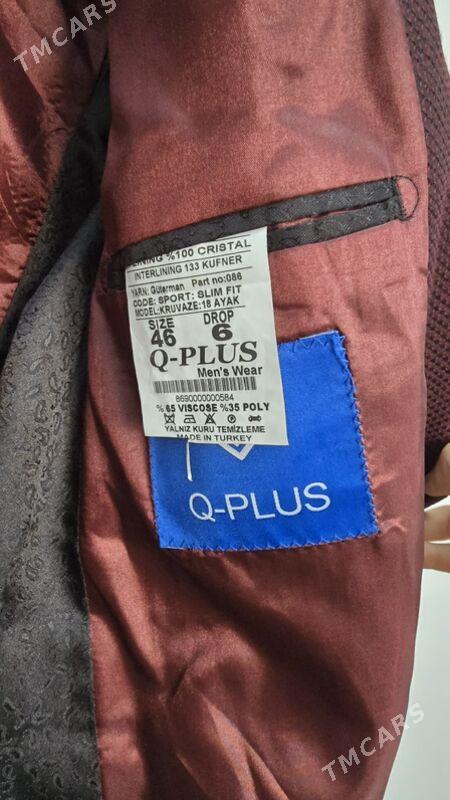 TMCARS
LINING %100 CRISTAL
INTERLINING 133 KUFNER
YARN: Güterman Part no:086
CODE: SPORT: SLIM FIT
MODEL:KRUVAZE:18 AYAK
SIZE DROP
46 6
Q-PLUS
Men's Wear
8690000000584
% 65 VISCOSE %35 POLY
YALNIZ KURU TEMİZLEME
MADE IN TURKEY
Q-PLUS
TMCARS